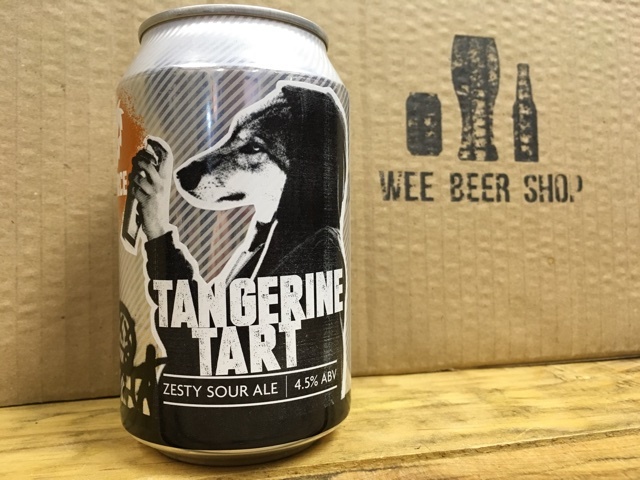 TANGERINE
TART
ZESTY SOUR ALE | 4.5% ABV
WEE BEER SHOP